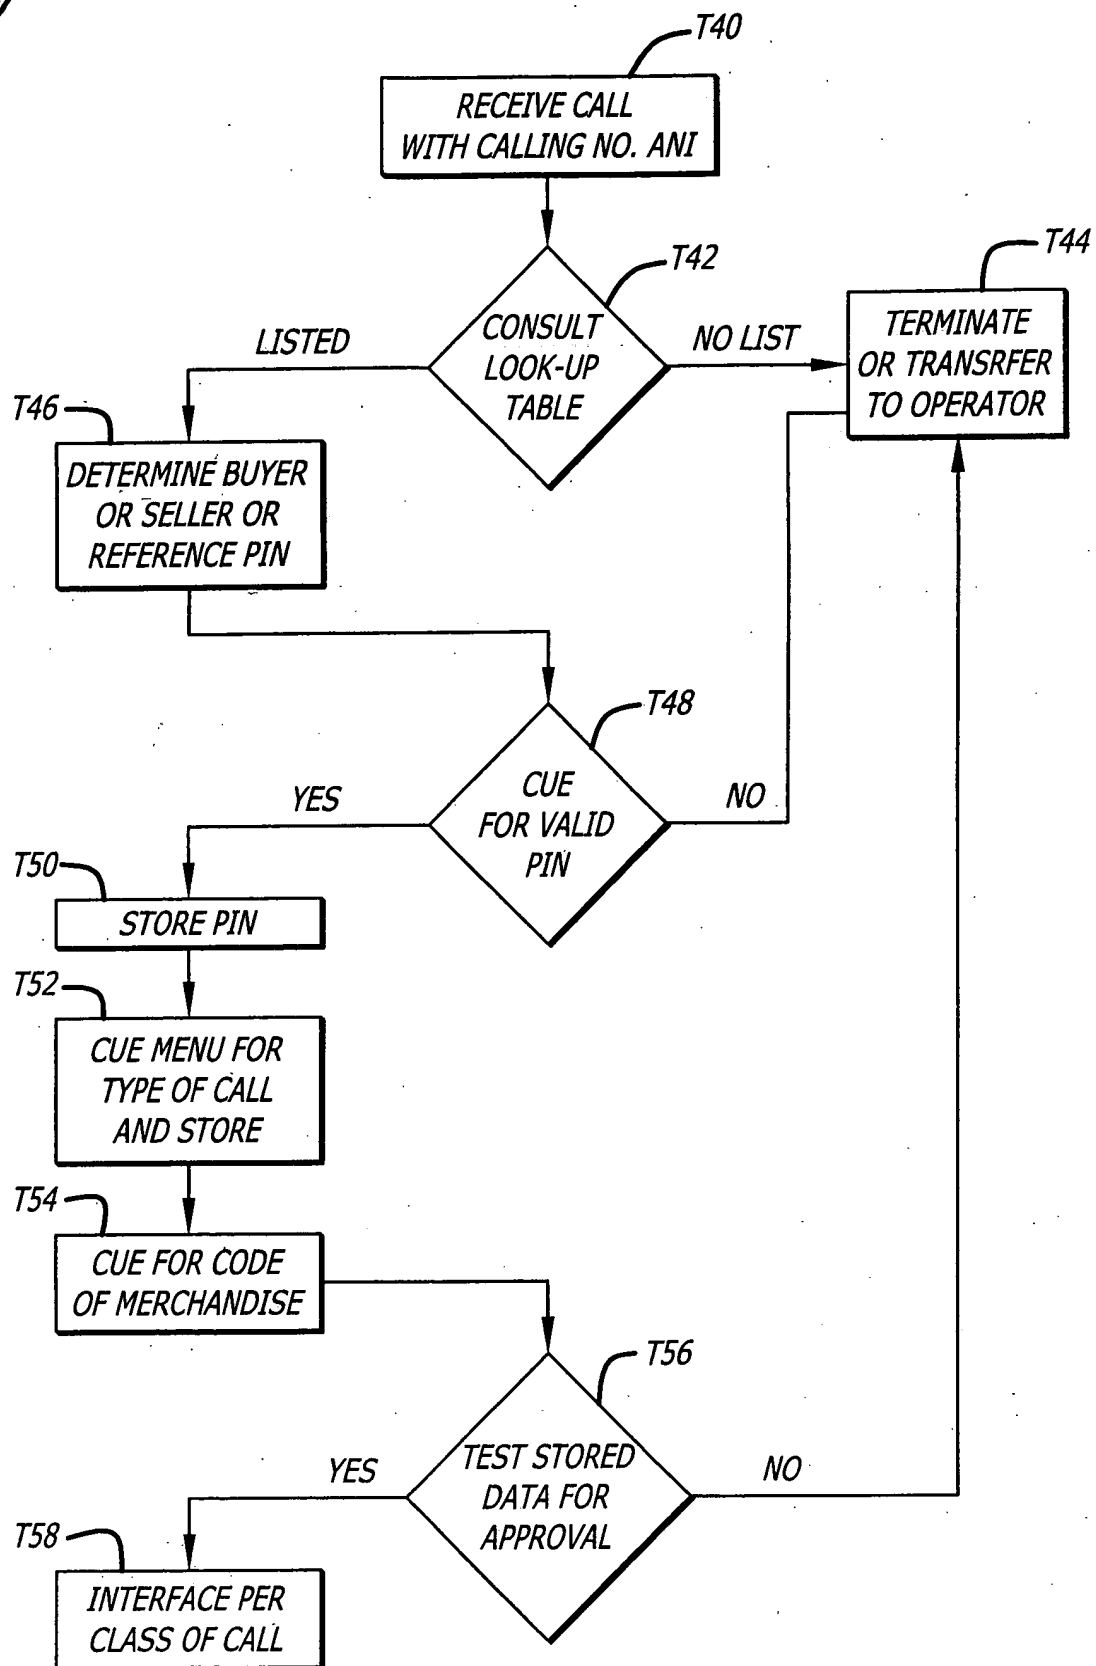 T40
RECEIVE CALL
WITH CALLING NO. ANI
T42
CONSULT
LOOK-UP
TABLE
LISTED
NO LIST
T44
TERMINATE
OR TRANSRFER
TO OPERATOR
T46
DETERMINE BUYER
OR SELLER OR
REFERENCE PIN
T48
CUE
FOR VALID
PIN
YES
NO
T50
STORE PIN
T52
CUE MENU FOR
TYPE OF CALL
AND STORE
T54
CUE FOR CODE
OF MERCHANDISE
T56
TEST STORED
DATA FOR
APPROVAL
YES
NO
T58
INTERFACE PER
CLASS OF CALL